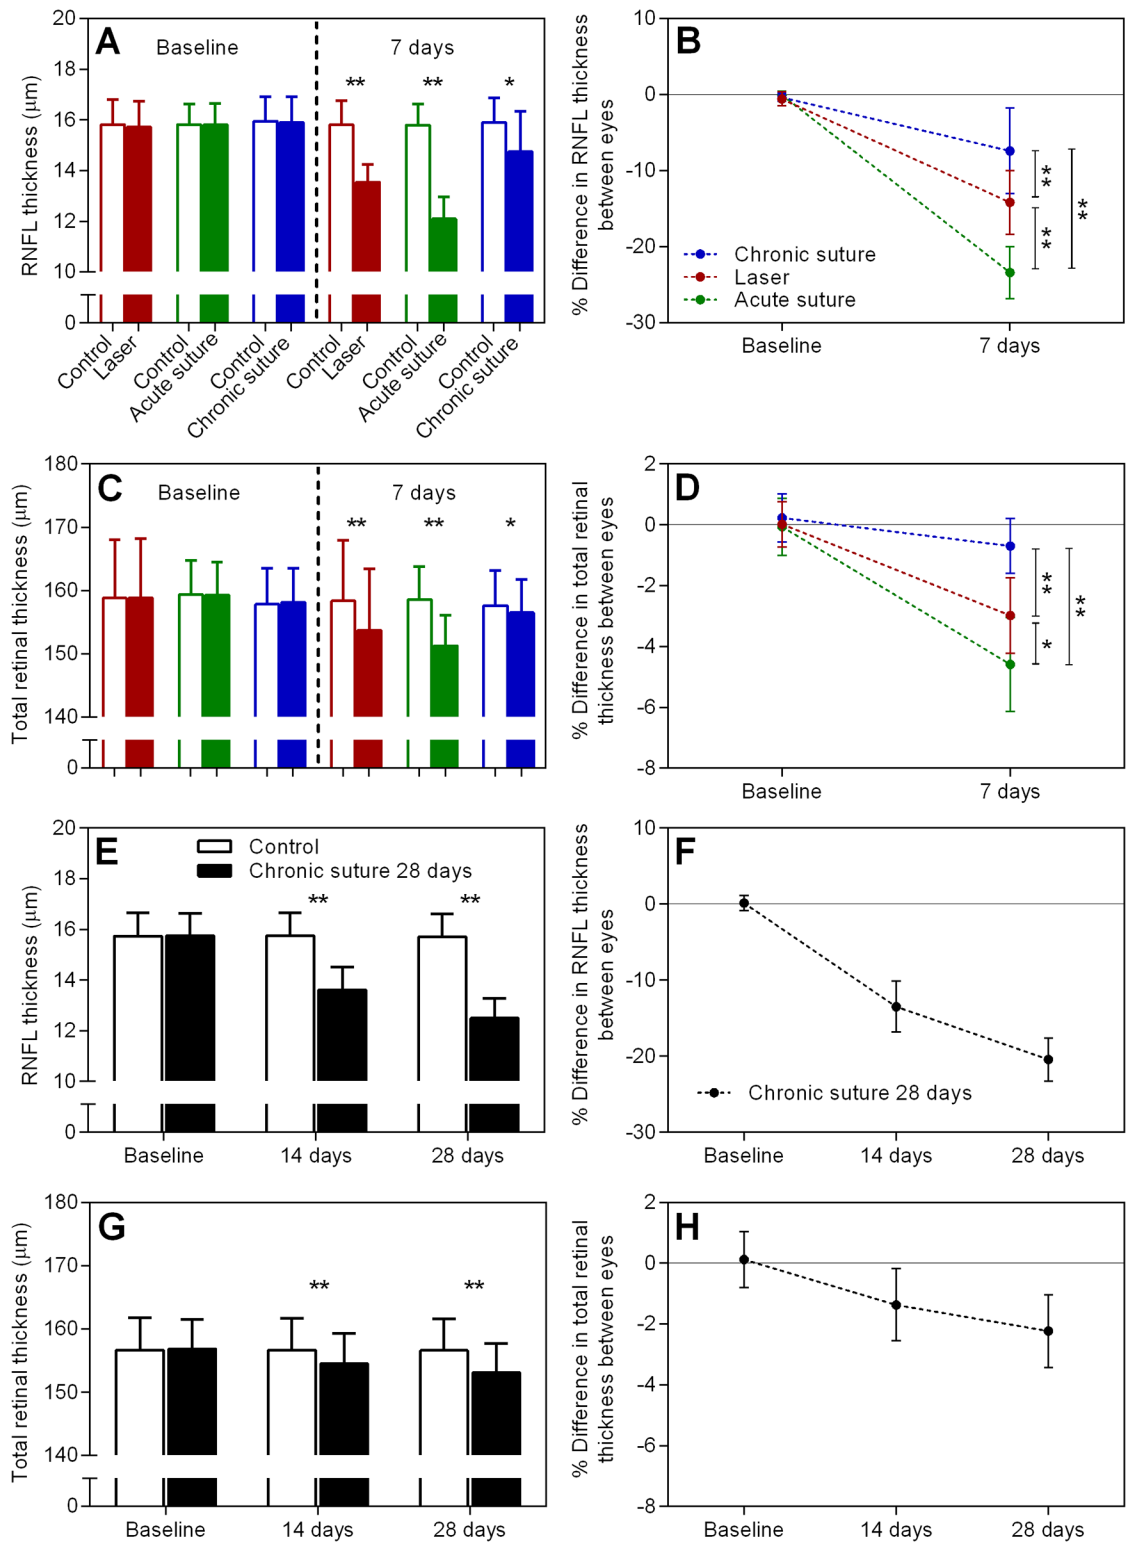 A
Baseline
7 days
RNFL thickness (μm)
20
18
16
14
12
10
0
** ** *
Control
Laser
Control
Acute suture
Control
Chronic suture
Control
Laser
Control
Acute suture
Control
Chronic suture
B
% Difference in RNFL thickness
between eyes
10
0
-10
-20
-30
Chronic suture
Laser
Acute suture
**
**
**
Baseline
7 days
C
Baseline
7 days
Total retinal thickness (μm)
180
170
160
150
140
0
** ** *
D
% Difference in total retinal
thickness between eyes
2
0
-2
-4
-6
-8
**
*
**
Baseline
7 days
E
Control
Chronic suture 28 days
RNFL thickness (μm)
20
18
16
14
12
10
0
** **
Baseline
14 days
28 days
F
% Difference in RNFL thickness
between eyes
10
0
-10
-20
-30
Chronic suture 28 days
Baseline
14 days
28 days
G
Total retinal thickness (μm)
180
170
160
150
140
0
** **
Baseline
14 days
28 days
H
% Difference in total retinal
thickness between eyes
2
0
-2
-4
-6
-8
Baseline
14 days
28 days